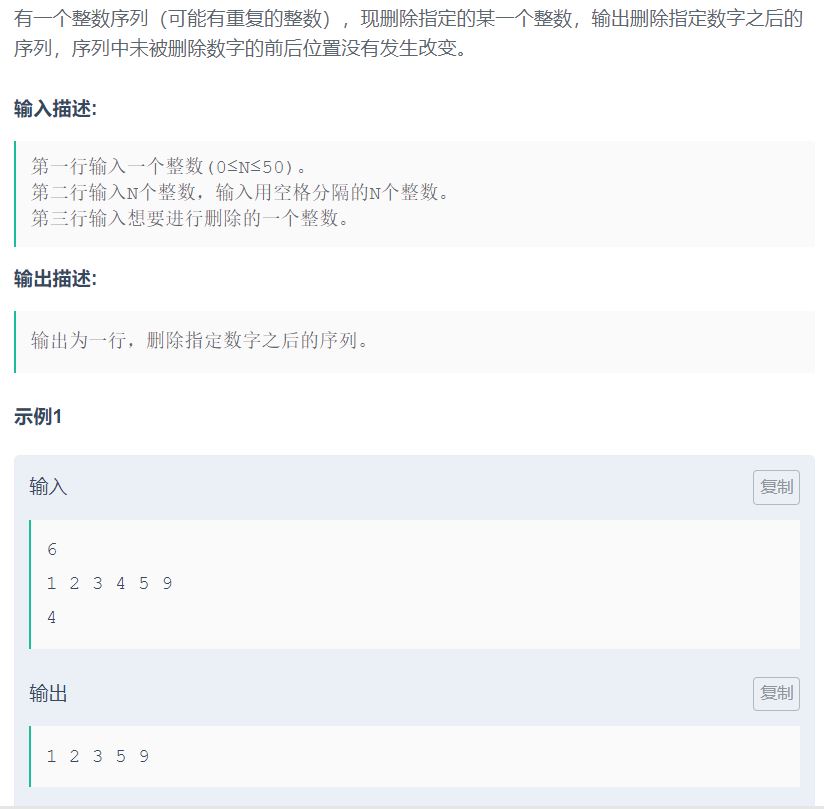 有一个整数序列（可能有重复的整数），现删除指定的某一个整数，输出删除指定数字之后的
序列，序列中未被删除数字的前后位置没有发生改变。
输入描述:
第一行输入一个整数(0≤N≤50)。
第二行输入N个整数，输入用空格分隔的N个整数。
第三行输入想要进行删除的一个整数。
输出描述:
输出为一行，删除指定数字之后的序列。
示例1
输入
复制
6
1 2 3 4 5 9
4
输出
复制
1 2 3 5 9